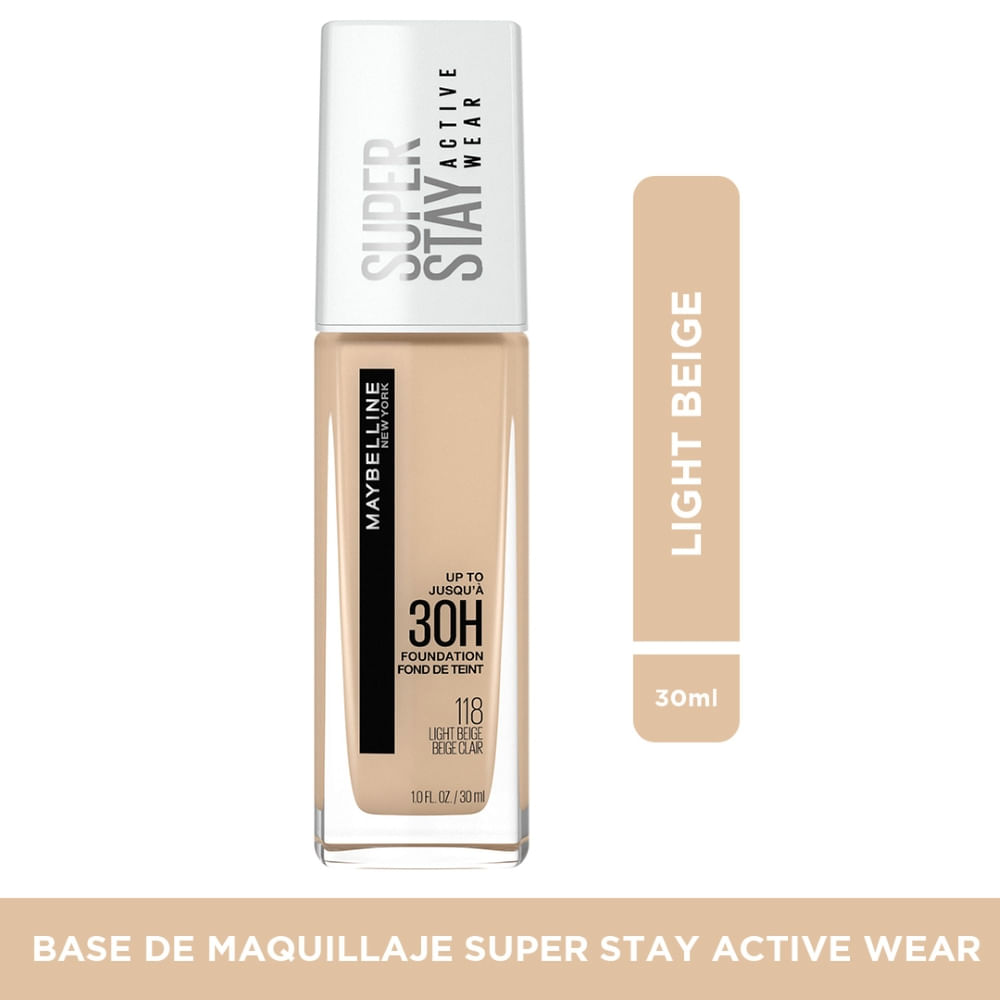 SUPER
STAY
ACTIVE
WEAR
MAYBELLINE
NEW YORK
UP TO
JUSQU'À
30H
FOUNDATION
FOND DE TEINT
118
LIGHT BEIGE
BEIGE CLAIR
1.0 FL. OZ. / 30 ml
LIGHT BEIGE
30ml
BASE DE MAQUILLAJE SUPER STAY ACTIVE WEAR